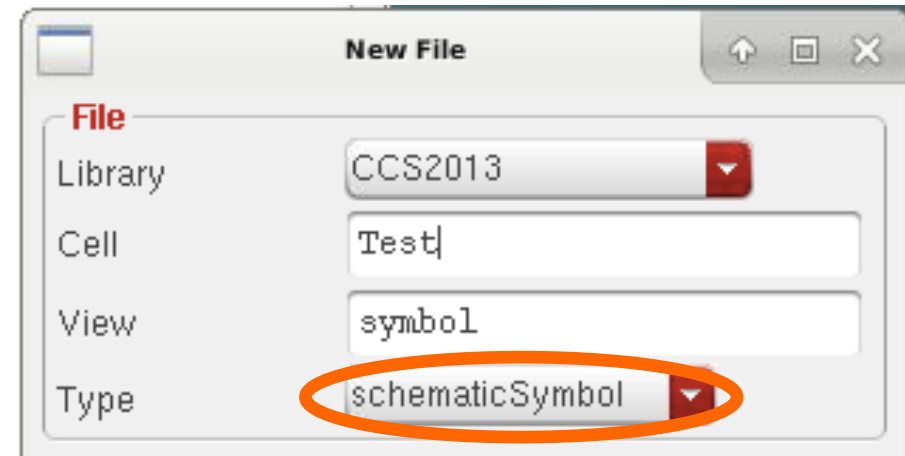 New File
File
Library CCS2013
Cell Test
View symbol
Type schematicSymbol